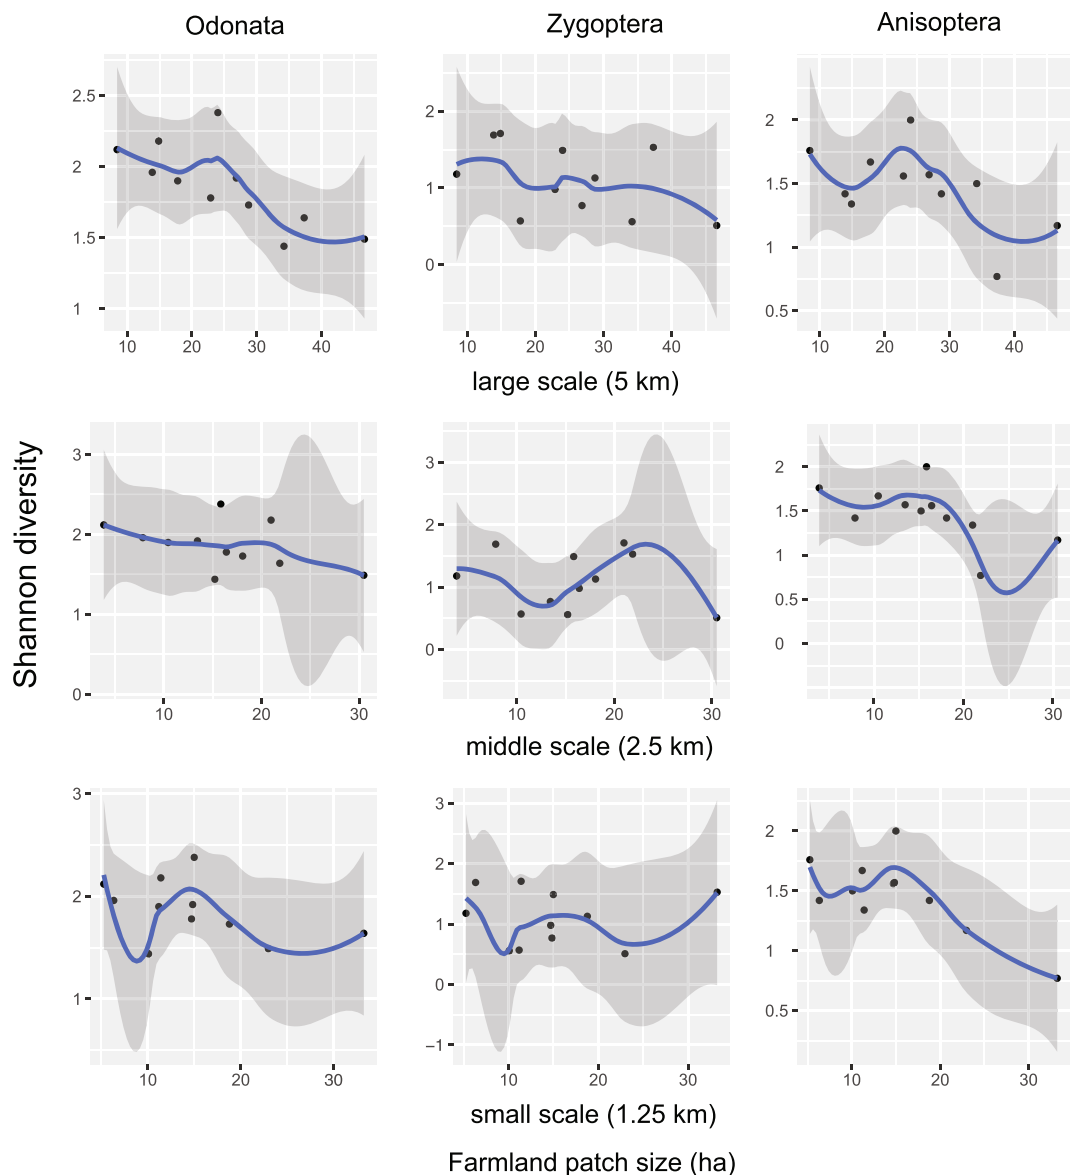 Odonata Zygoptera Anisoptera
2.5
2
1.5
1
10 20 30 40
2
1
0
10 20 30 40
2
1.5
1
0.5
10 20 30 40
large scale (5 km)
Shannon diversity
3
2
1
0
10 20 30
3
2
1
0
10 20 30
2
1.5
1
0.5
0
10 20 30
middle scale (2.5 km)
3
2
1
10 20 30
3
2
1
0
−1
10 20 30
2
1.5
1
0.5
10 20 30
small scale (1.25 km)
Farmland patch size (ha)